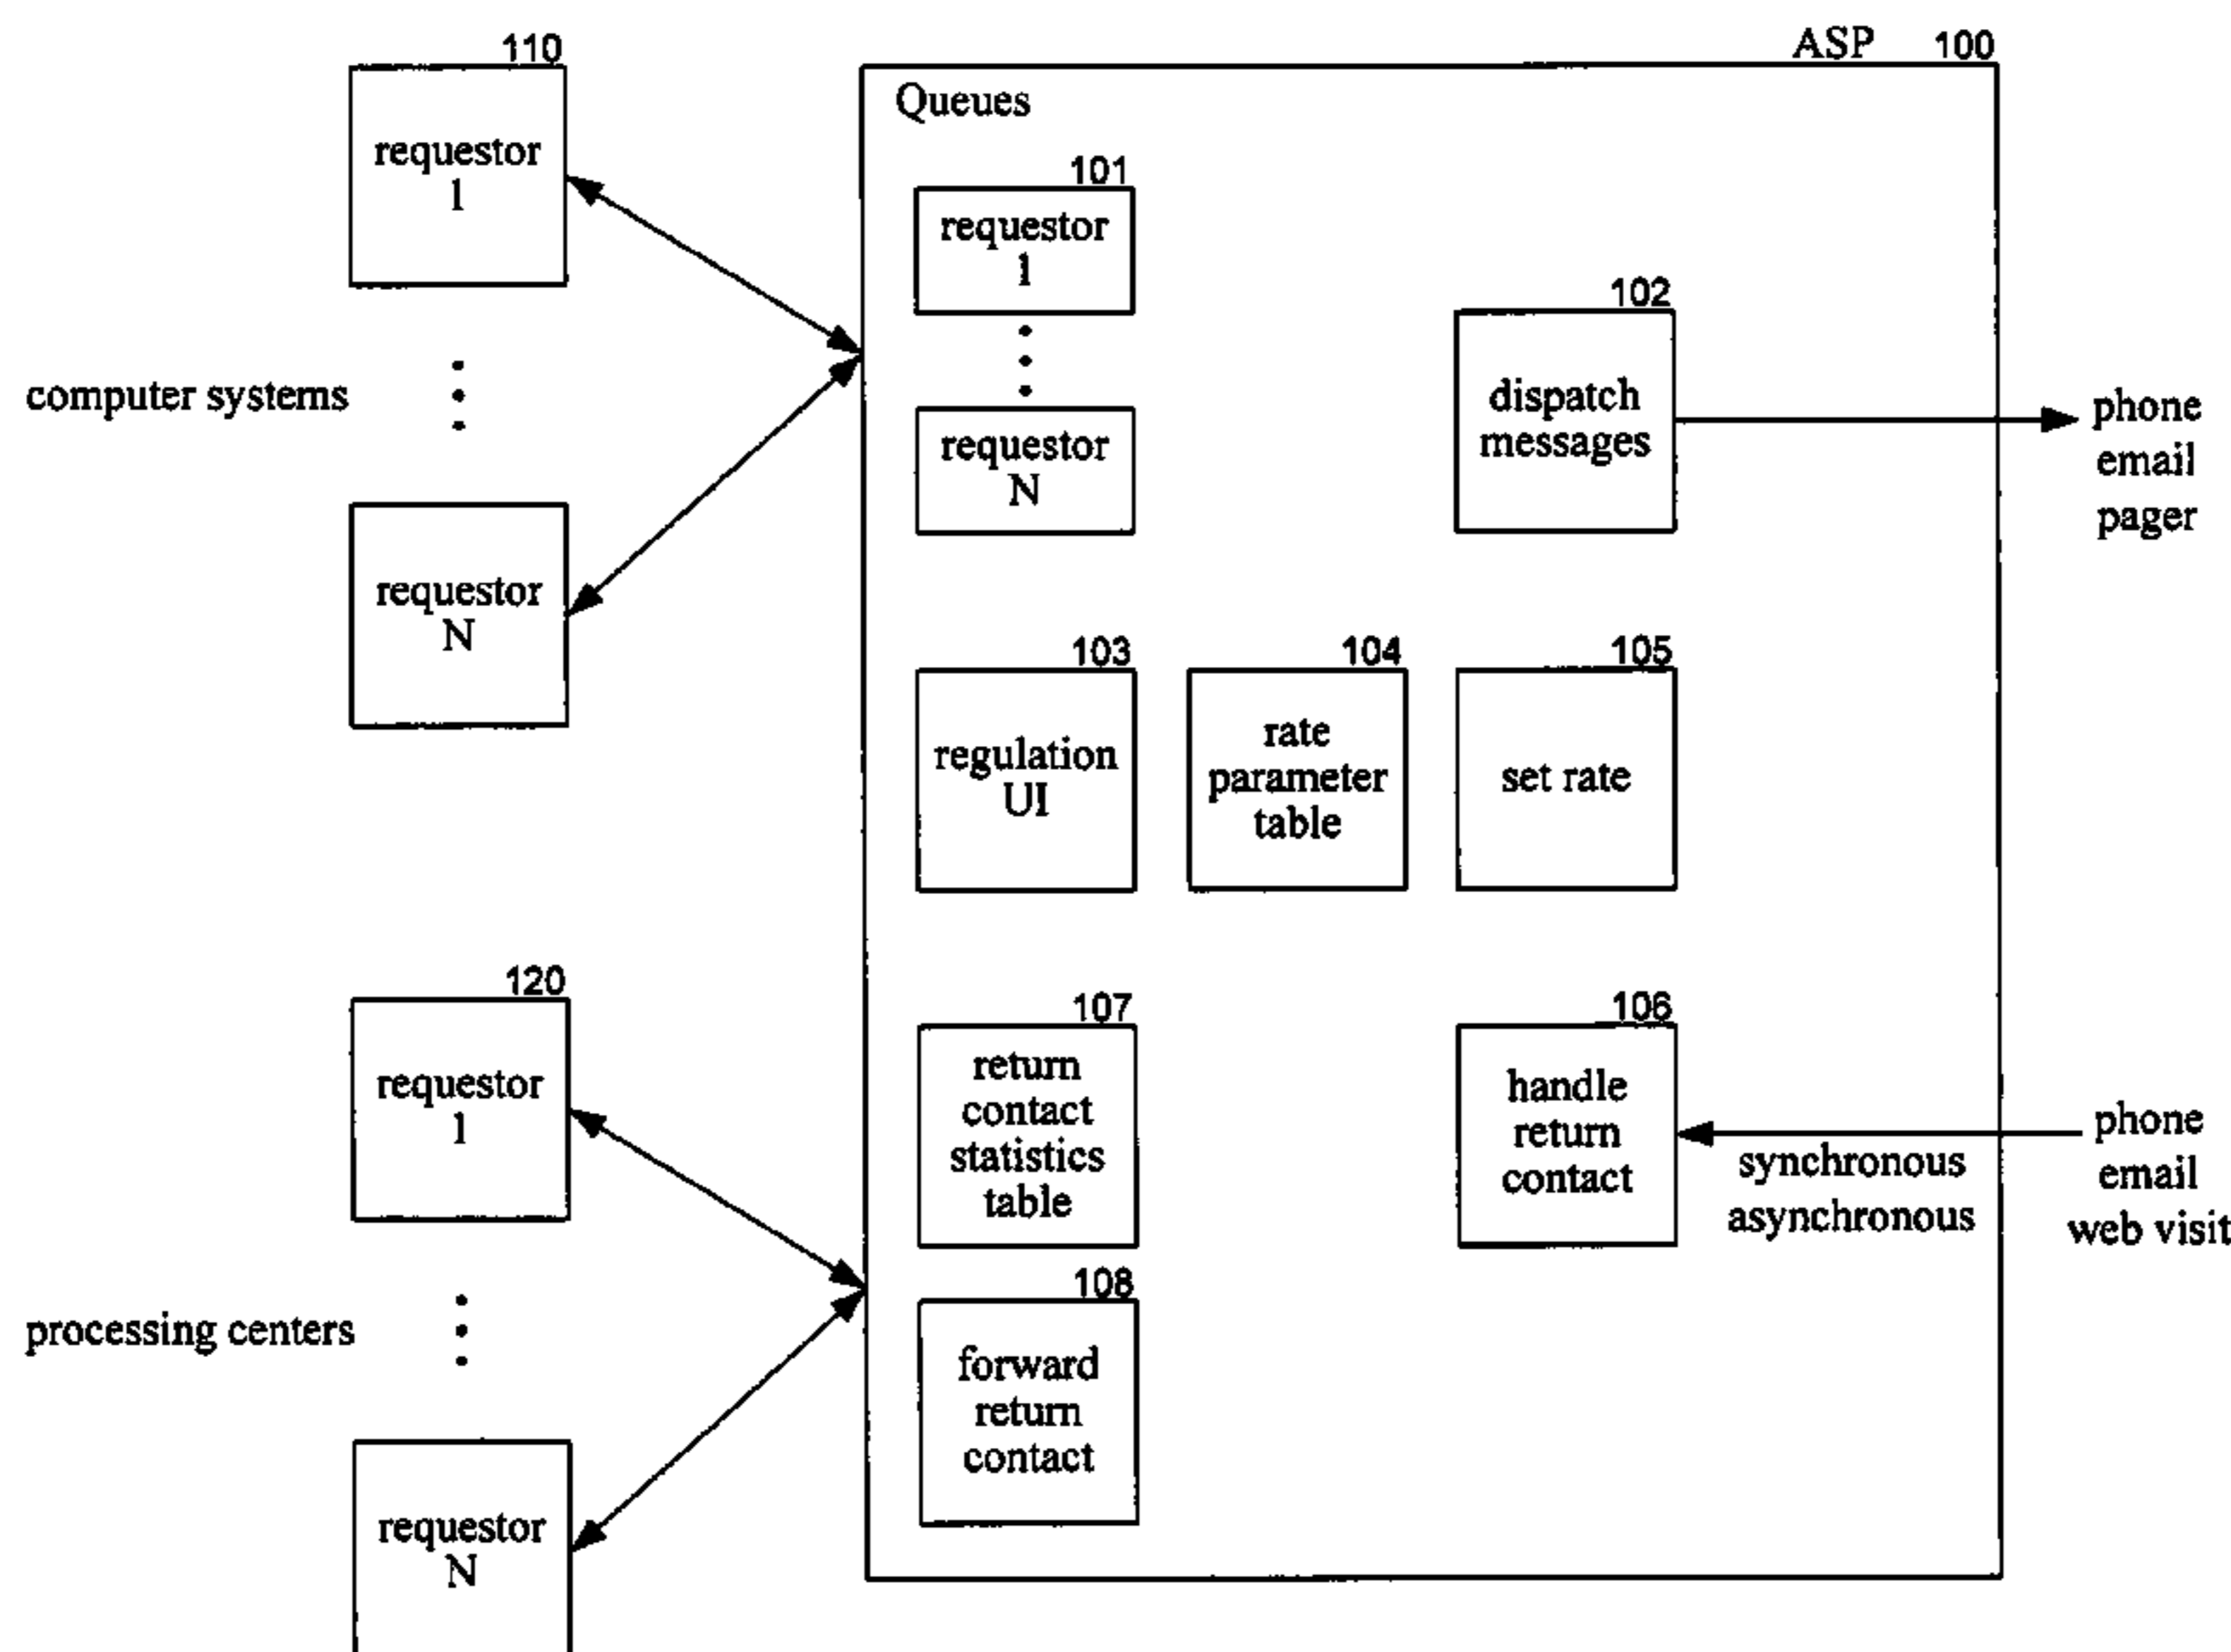 ASP 100
110
requestor
1
computer systems
requestor
N
Queues
101
requestor
1
requestor
N
102
dispatch
messages
phone
email
pager
103
regulation
UI
104
rate
parameter
table
105
set rate
120
requestor
1
processing centers
requestor
N
107
return
contact
statistics
table
106
handle
return
contact
synchronous
asynchronous
phone
email
web visit
108
forward
return
contact